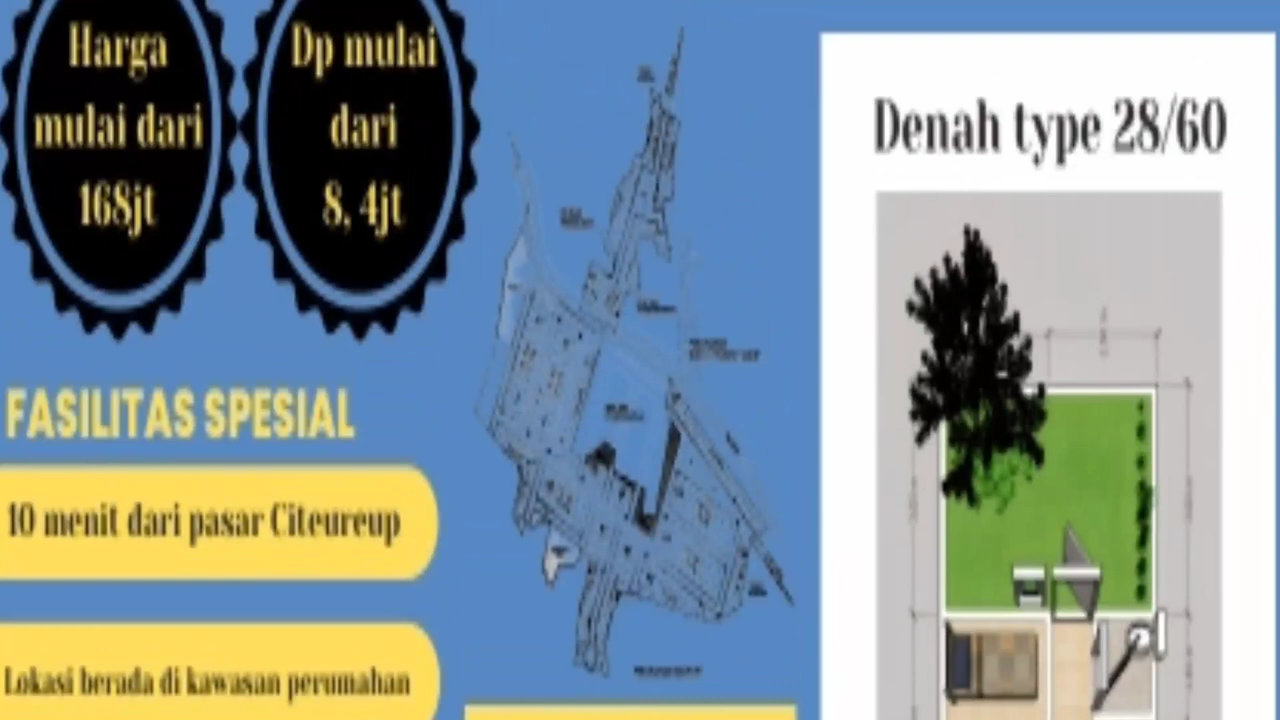 Harga
mulai dari
168jt
Dp mulai
dari
8, 4jt
FASILITAS SPESIAL
10 menit dari pasar Citeureup
Lokasi berada di kawasan perumahan
Denah type 28/60